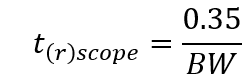 t(r)scope = 0.35 / BW